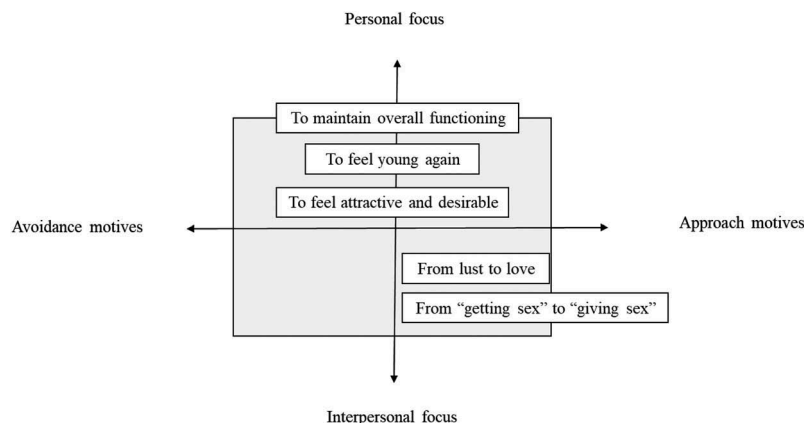 Personal focus
To maintain overall functioning
To feel young again
To feel attractive and desirable
Avoidance motives
Approach motives
From lust to love
From “getting sex” to “giving sex”
Interpersonal focus